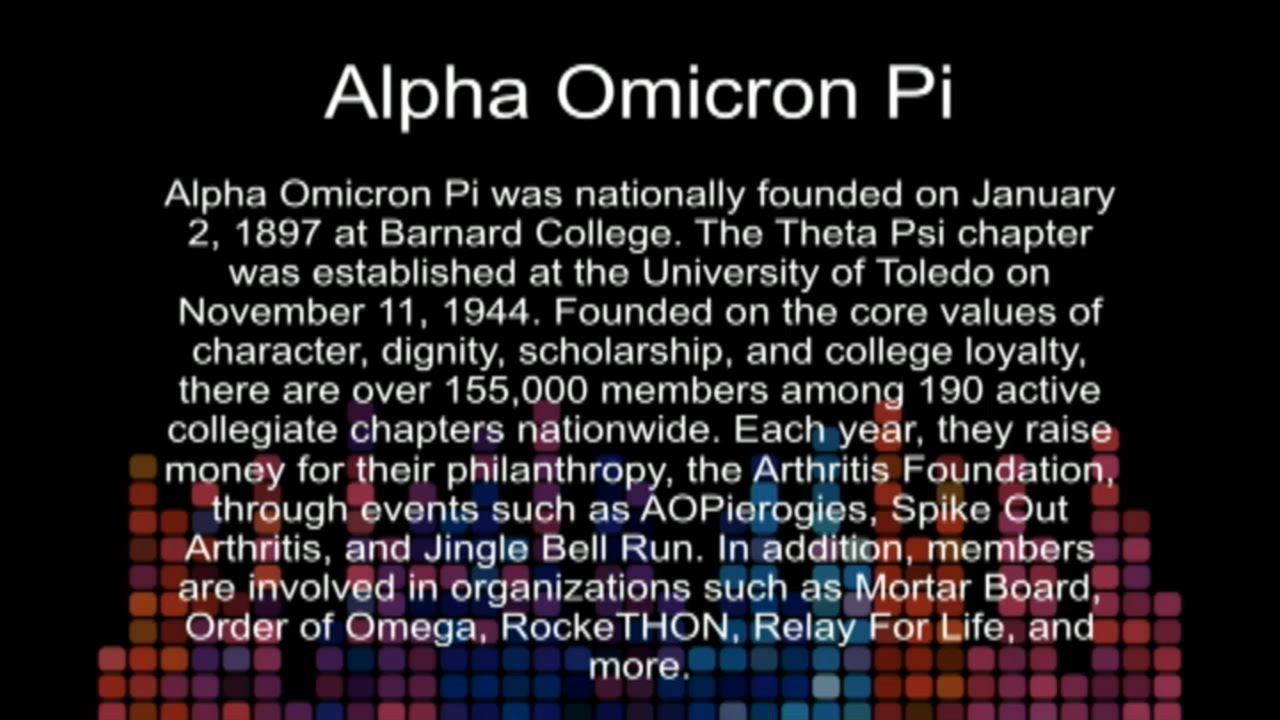 Alpha Omicron Pi
Alpha Omicron Pi was nationally founded on January
2, 1897 at Barnard College. The Theta Psi chapter
was established at the University of Toledo on
November 11, 1944. Founded on the core values of
character, dignity, scholarship, and college loyalty,
there are over 155,000 members among 190 active
collegiate chapters nationwide. Each year, they raise
money for their philanthropy, the Arthritis Foundation,
through events such as AOPierogies, Spike Out
Arthritis, and Jingle Bell Run. In addition, members
are involved in organizations such as Mortar Board,
Order of Omega, RockeTHON, Relay For Life, and
more.